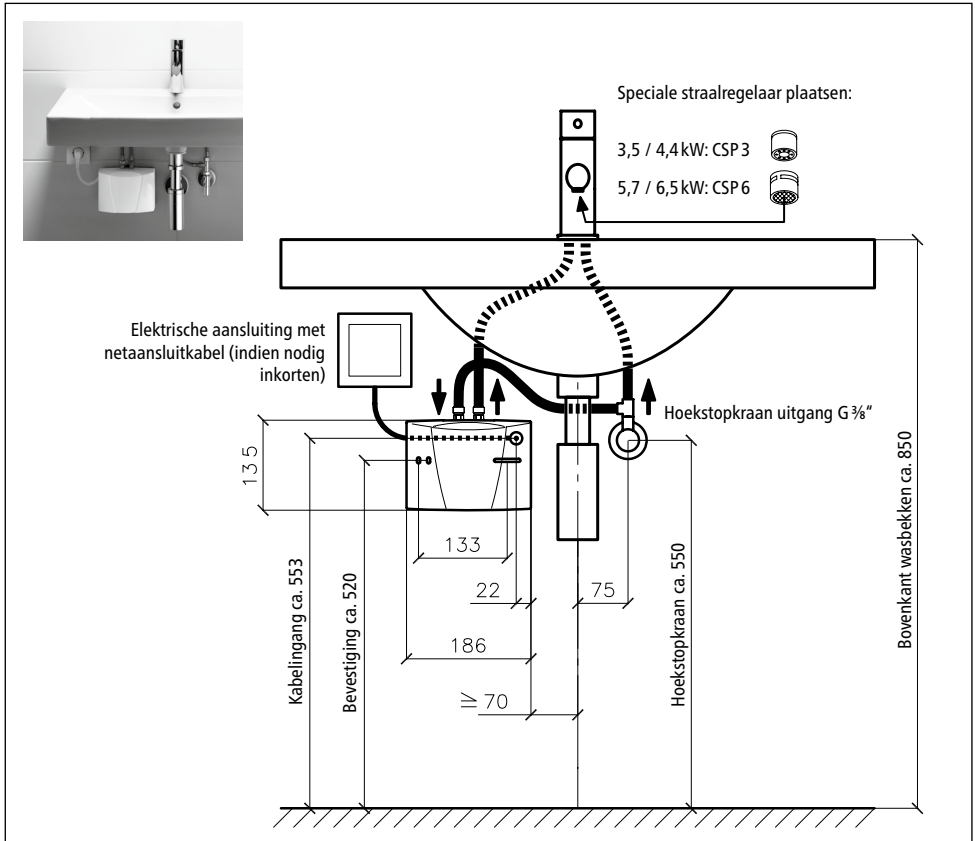 Speciale straalregelaar plaatsen:
3,5 / 4,4 kW: CSP 3
5,7 / 6,5 kW: CSP 6
Elektrische aansluiting met
netaansluitkabel (indien nodig
inkorten)
Hoekstopkraan uitgang G ⅜“
135
133
22
75
186
≧ 70
Kabelingang ca. 553
Bevestiging ca. 520
Hoekstopkraan ca. 550
Bovenkant wasbekken ca. 850